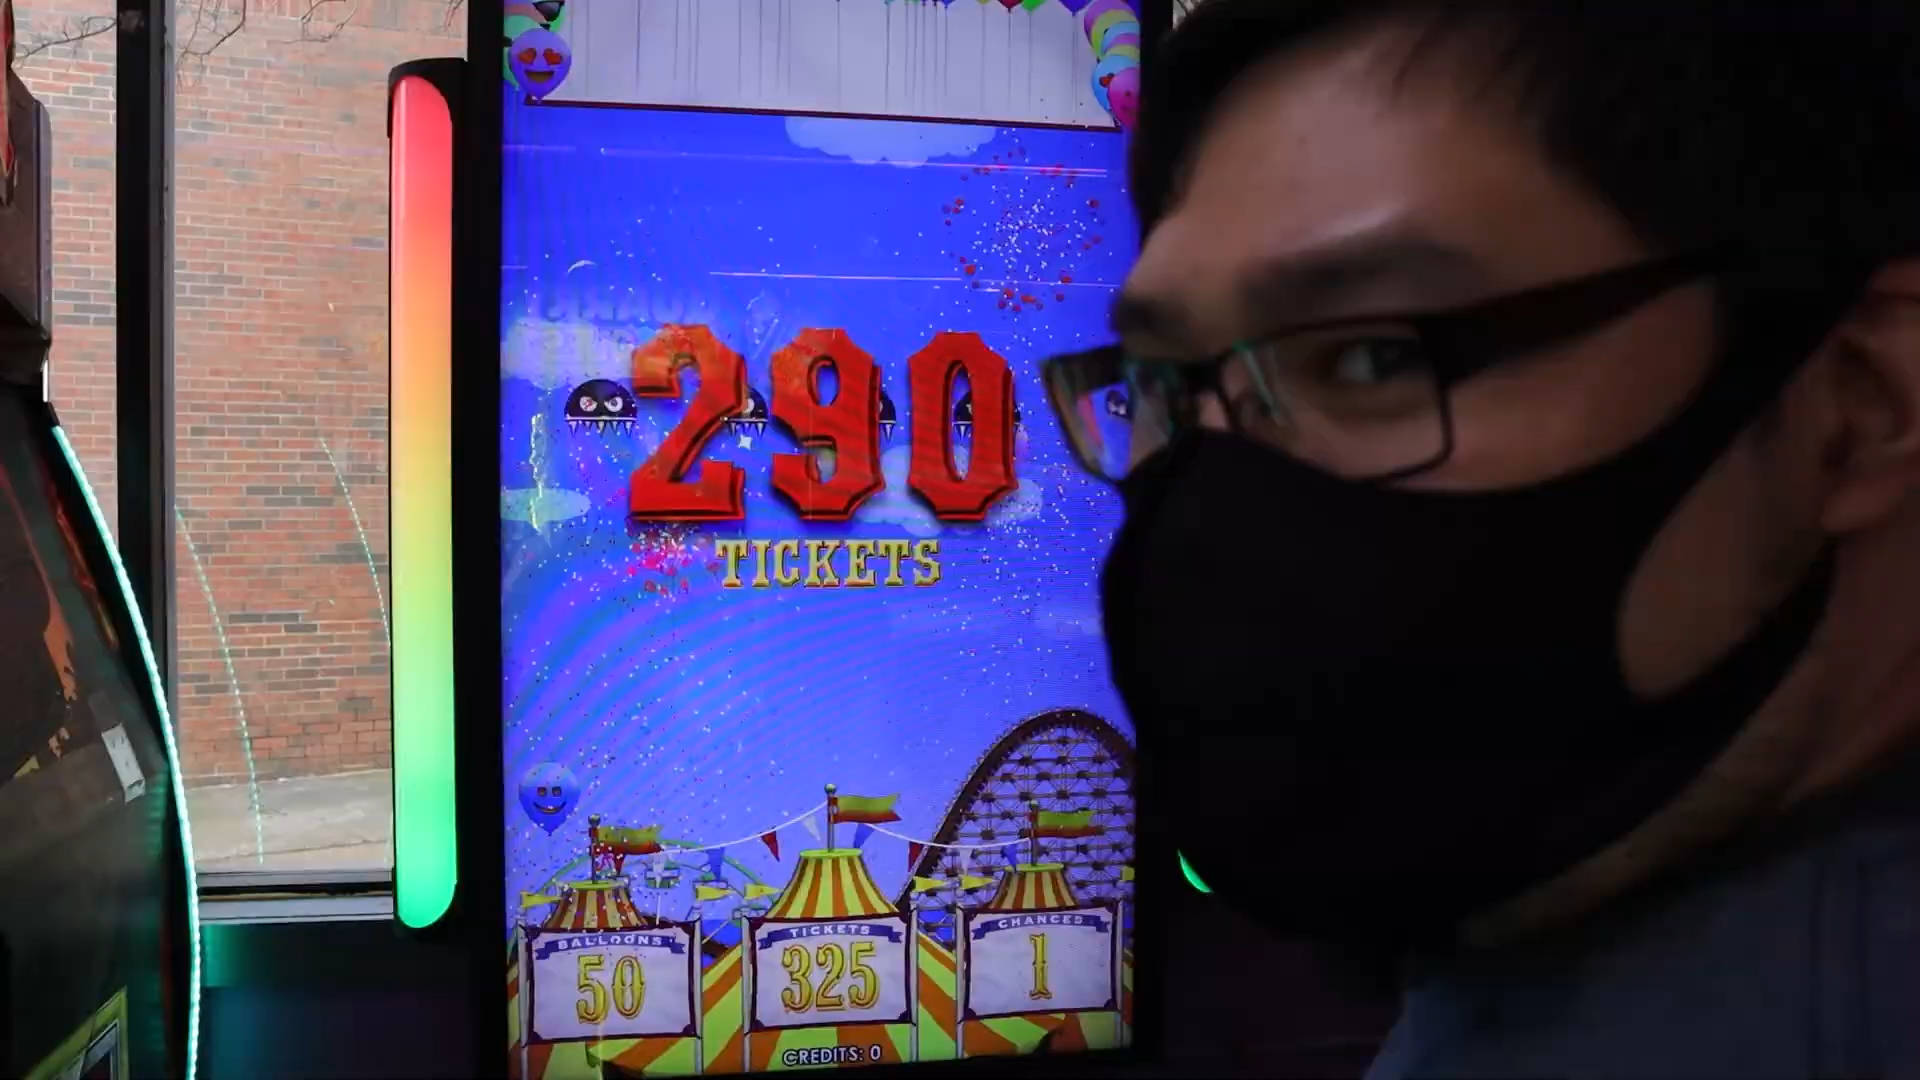 290
TICKETS
BALLOONS
50
TICKETS
325
CHANCES
1
CREDITS: 0